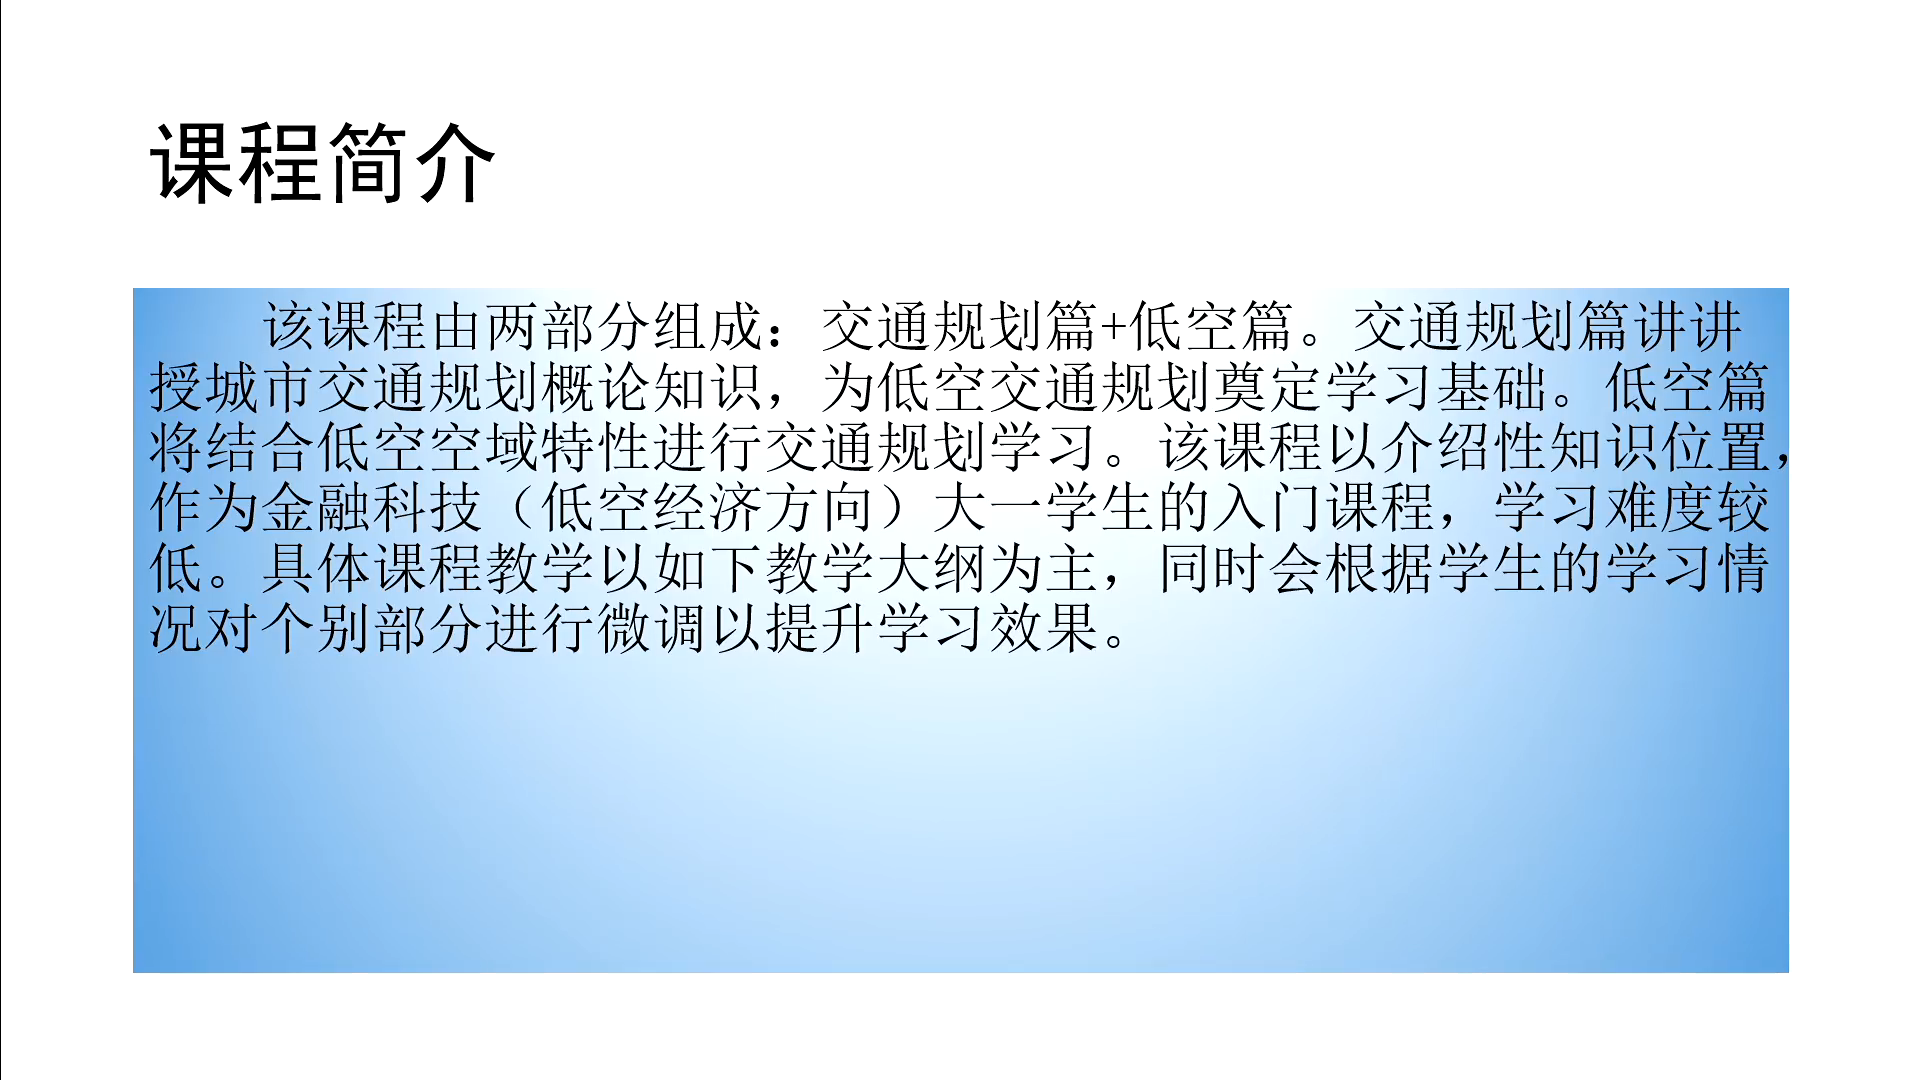 课程简介
该课程由两部分组成：交通规划篇+低空篇。交通规划篇讲讲
授城市交通规划概论知识，为低空交通规划奠定学习基础。低空篇
将结合低空空域特性进行交通规划学习。该课程以介绍性知识位置，
作为金融科技（低空经济方向）大一学生的入门课程，学习难度较
低。具体课程教学以如下教学大纲为主，同时会根据学生的学习情
况对个别部分进行微调以提升学习效果。